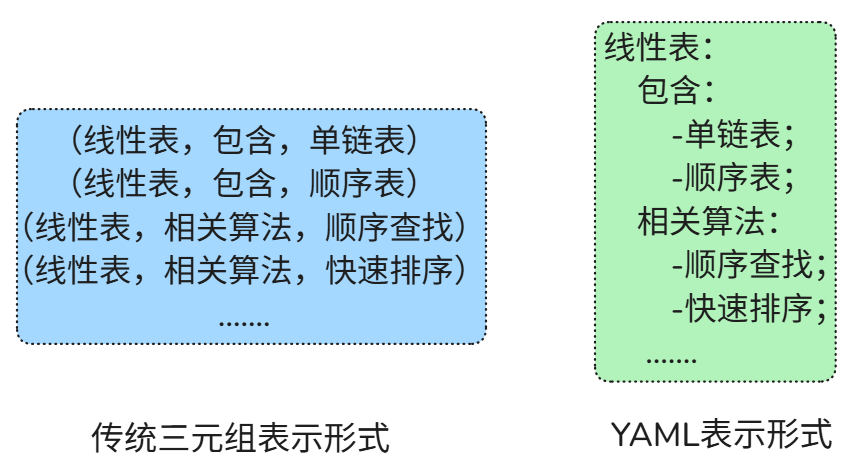 （线性表，包含，单链表）
（线性表，包含，顺序表）
（线性表，相关算法，顺序查找）
（线性表，相关算法，快速排序）
.......
传统三元组表示形式
线性表：
包含：
-单链表；
-顺序表；
相关算法：
-顺序查找；
-快速排序；
.......
YAML表示形式